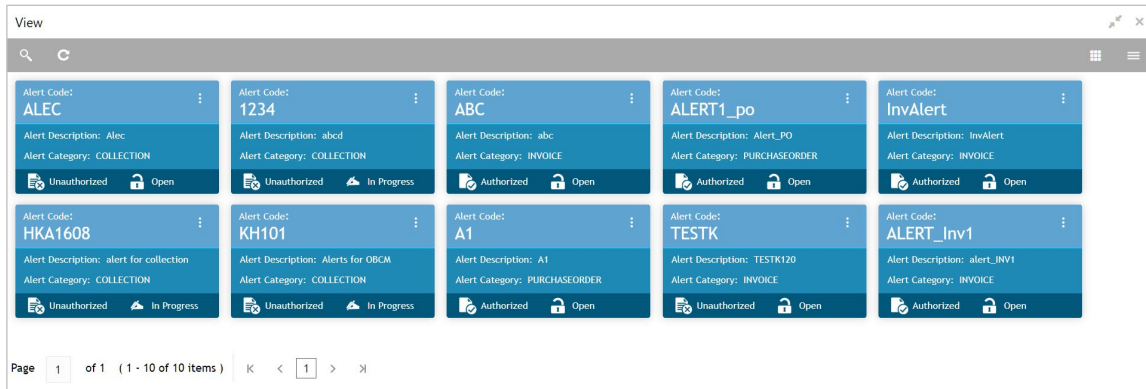 View
Alert Code:
ALEC
Alert Description: Alec
Alert Category: COLLECTION
Unauthorized Open
Alert Code:
1234
Alert Description: abcd
Alert Category: COLLECTION
Unauthorized In Progress
Alert Code:
ABC
Alert Description: abc
Alert Category: INVOICE
Authorized Open
Alert Code:
ALERT1_po
Alert Description: Alert_PO
Alert Category: PURCHASEORDER
Authorized Open
Alert Code:
InvAlert
Alert Description: InvAlert
Alert Category: INVOICE
Authorized Open
Alert Code:
HKA1608
Alert Description: alert for collection
Alert Category: COLLECTION
Unauthorized In Progress
Alert Code:
KH101
Alert Description: Alerts for OBCM
Alert Category: COLLECTION
Unauthorized In Progress
Alert Code:
A1
Alert Description: A1
Alert Category: PURCHASEORDER
Authorized Open
Alert Code:
TESTK
Alert Description: TESTK120
Alert Category: INVOICE
Unauthorized Open
Alert Code:
ALERT_Inv1
Alert Description: alert_INV1
Alert Category: INVOICE
Authorized Open
Page 1 of 1 ( 1 - 10 of 10 items ) 1